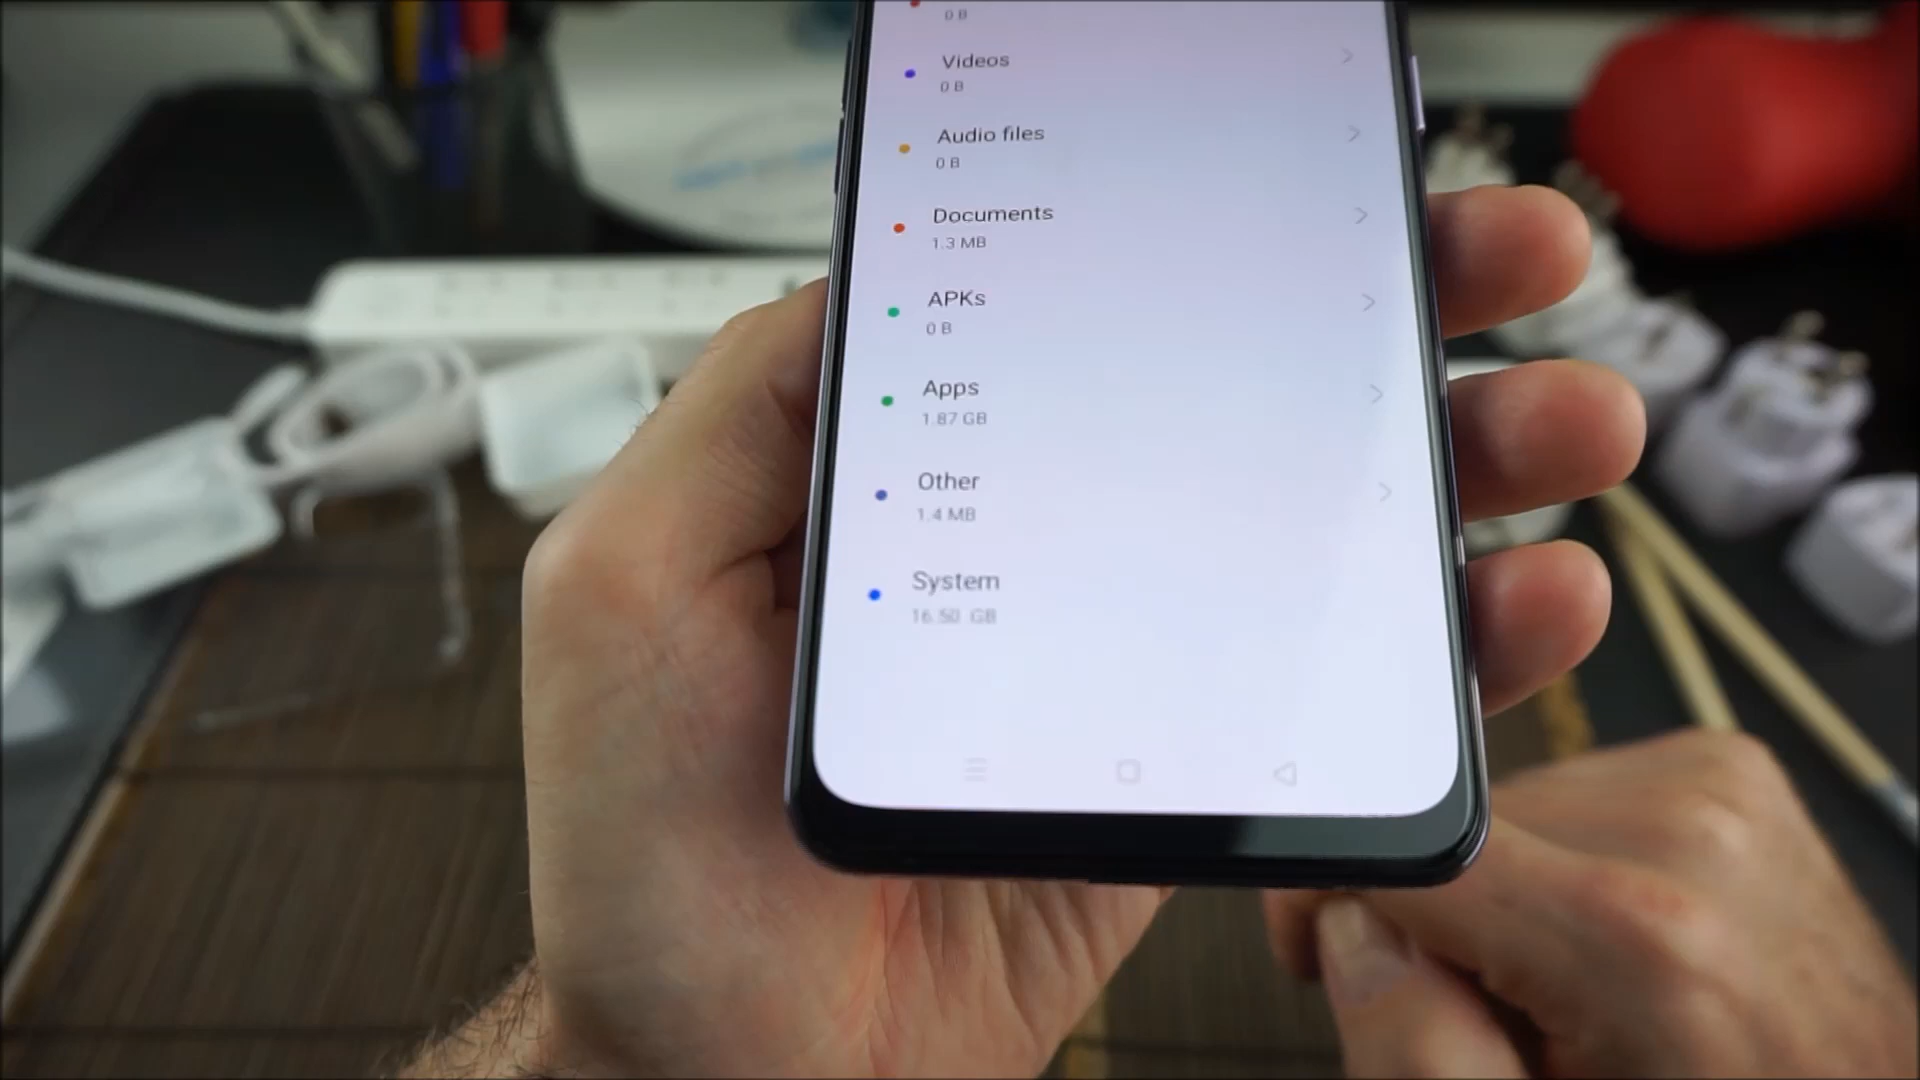 0 B
Videos
0 B
Audio files
0 B
Documents
1.3 MB
APKs
0 B
Apps
1.87 GB
Other
1.4 MB
System
16.50 GB